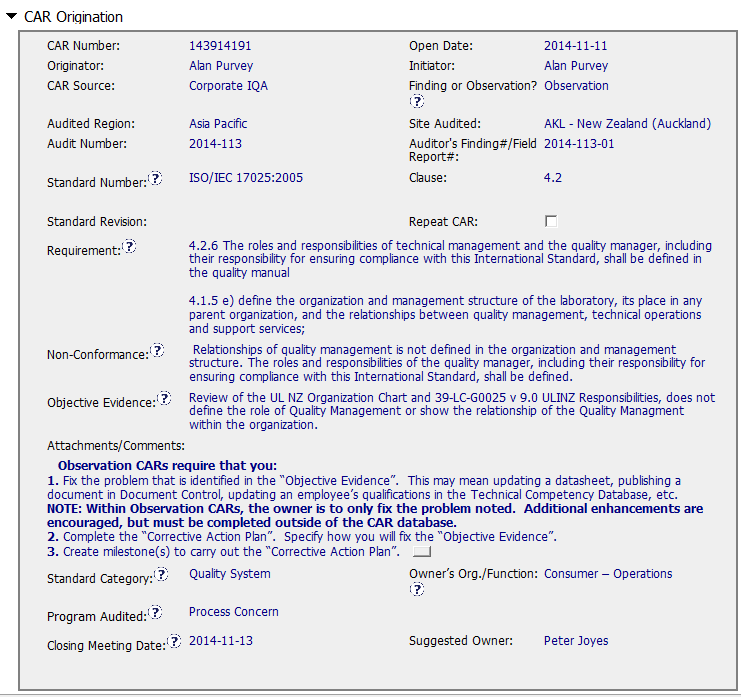 CAR Origination
CAR Number: 143914191 Open Date: 2014-11-11
Originator: Alan Purvey Initiator: Alan Purvey
CAR Source: Corporate IQA Finding or Observation? Observation
?
Audited Region: Asia Pacific Site Audited: AKL - New Zealand (Auckland)
Audit Number: 2014-113 Auditor's Finding#/Field 2014-113-01
Report#:
Standard Number: ? ISO/IEC 17025:2005 Clause: 4.2
Standard Revision: Repeat CAR:
Requirement: ? 4.2.6 The roles and responsibilities of technical management and the quality manager, including
their responsibility for ensuring compliance with this International Standard, shall be defined in
the quality manual
4.1.5 e) define the organization and management structure of the laboratory, its place in any
parent organization, and the relationships between quality management, technical operations
and support services;
Non-Conformance: ? Relationships of quality management is not defined in the organization and management
structure. The roles and responsibilities of the quality manager, including their responsibility for
ensuring compliance with this International Standard, shall be defined.
Objective Evidence: ? Review of the UL NZ Organization Chart and 39-LC-G0025 v 9.0 ULINZ Responsibilities, does not
define the role of Quality Management or show the relationship of the Quality Managment
within the organization.
Attachments/Comments:
Observation CARs require that you:
1. Fix the problem that is identified in the “Objective Evidence”. This may mean updating a datasheet, publishing a
document in Document Control, updating an employee’s qualifications in the Technical Competency Database, etc.
NOTE: Within Observation CARs, the owner is to only fix the problem noted. Additional enhancements are
encouraged, but must be completed outside of the CAR database.
2. Complete the “Corrective Action Plan”. Specify how you will fix the “Objective Evidence”.
3. Create milestone(s) to carry out the “Corrective Action Plan”.
Standard Category: ? Quality System Owner's Org./Function: Consumer – Operations
?
Program Audited: ? Process Concern
Closing Meeting Date: ? 2014-11-13 Suggested Owner: Peter Joyes